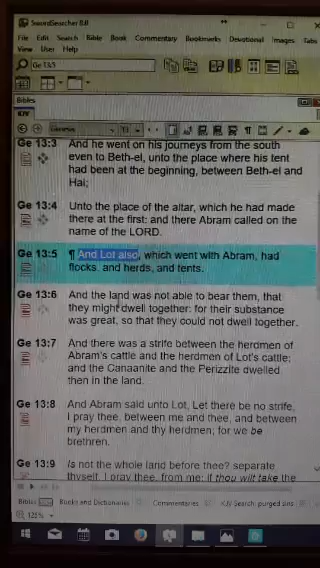 SwordSearcher 8.0
File Edit Search Bible Book Commentary Bookmarks Devotional Images Tabs
View User Help
Ge 13:5
Bibles
KJV
Genesis 13
Ge 13:3 And he went on his journeys from the south
even to Beth-el, unto the place where his tent
had been at the beginning, between Beth-el and
Hai;
Ge 13:4 Unto the place of the altar, which he had made
there at the first: and there Abram called on the
name of the LORD.
Ge 13:5 ¶ And Lot also, which went with Abram, had
flocks, and herds, and tents.
Ge 13:6 And the land was not able to bear them, that
they might dwell together: for their substance
was great, so that they could not dwell together.
Ge 13:7 And there was a strife between the herdmen of
Abram's cattle and the herdmen of Lot's cattle:
and the Canaanite and the Perizzite dwelled
then in the land.
Ge 13:8 And Abram said unto Lot, Let there be no strife,
I pray thee, between me and thee, and between
my herdmen and thy herdmen; for we be
brethren.
Ge 13:9 Is not the whole land before thee? separate
thyself, I pray thee, from me: if thou wilt take the
Bibles Books and Dictionaries Commentaries KJV Search: purged sins
125%